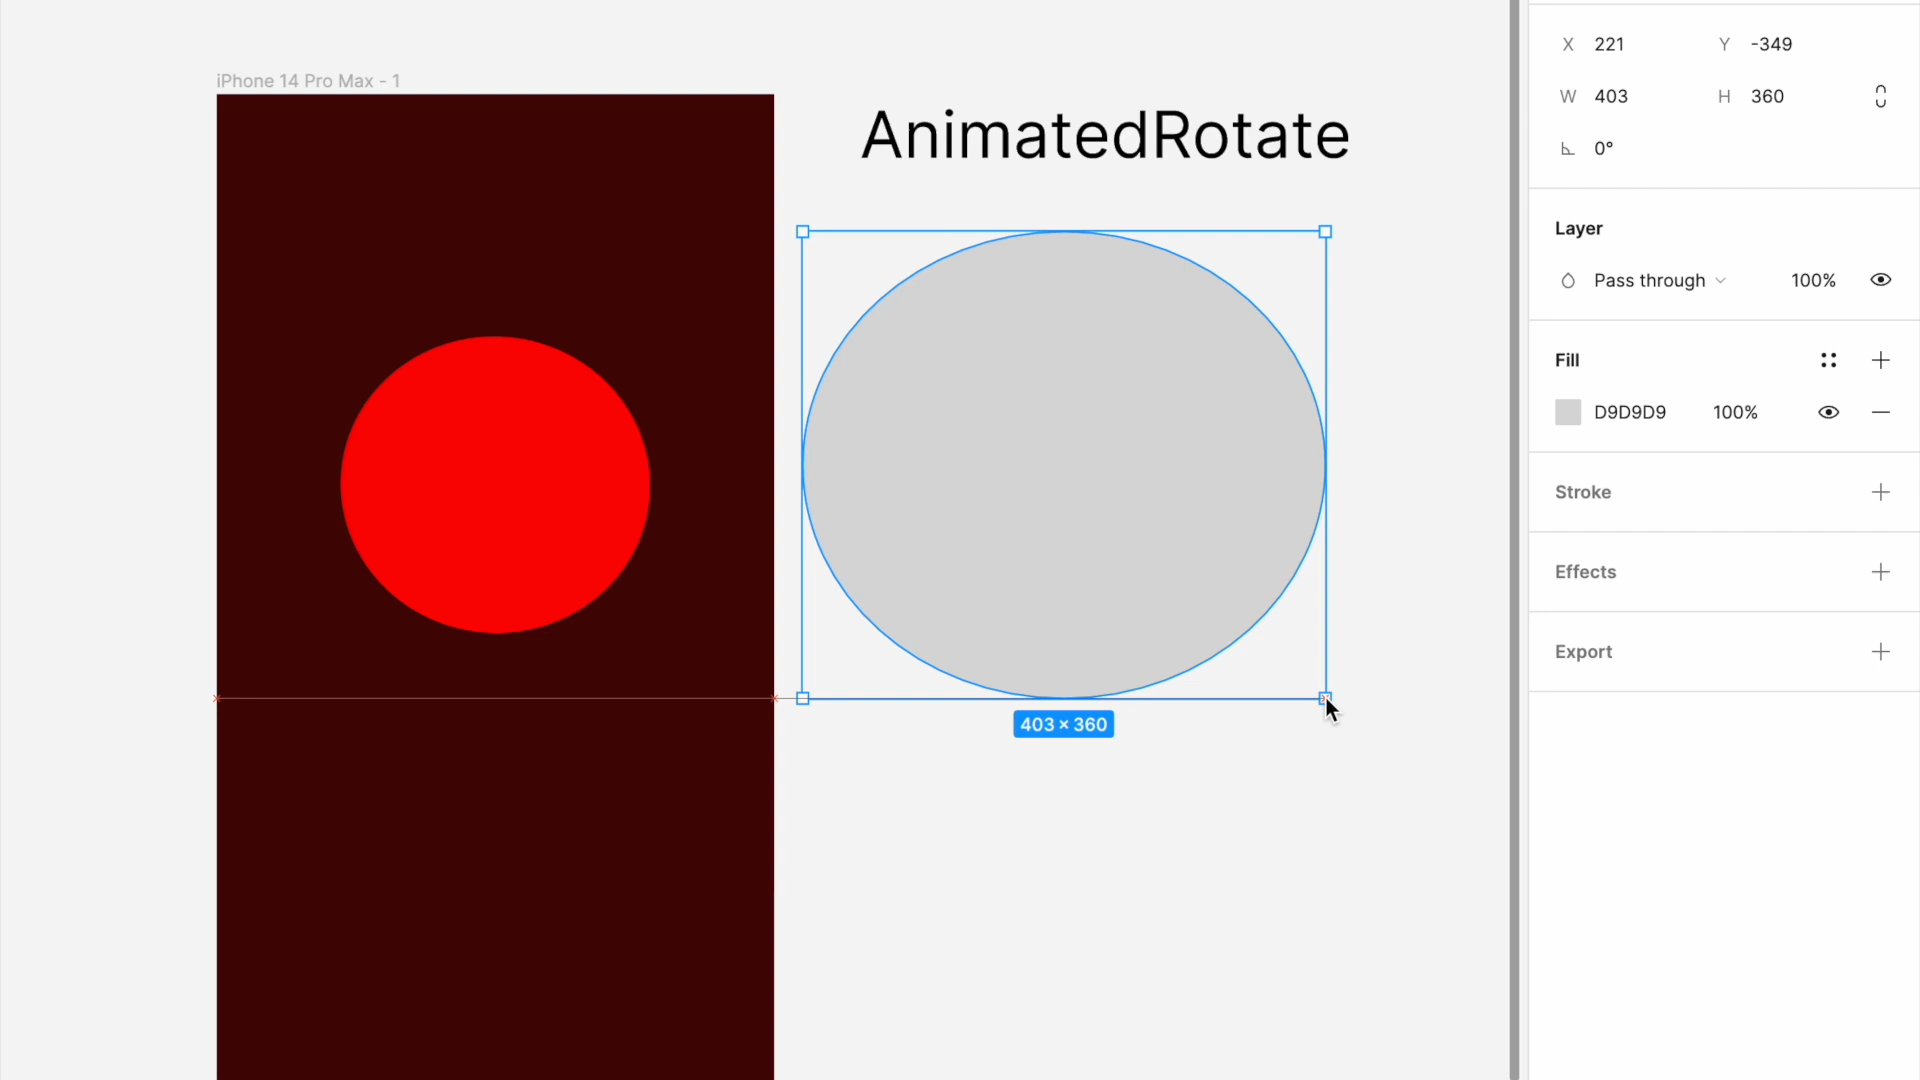 iPhone 14 Pro Max - 1
AnimatedRotate
403 × 360
X 221 Y -349
W 403 H 360
0°
Layer
Pass through 100%
Fill
D9D9D9 100%
Stroke
Effects
Export